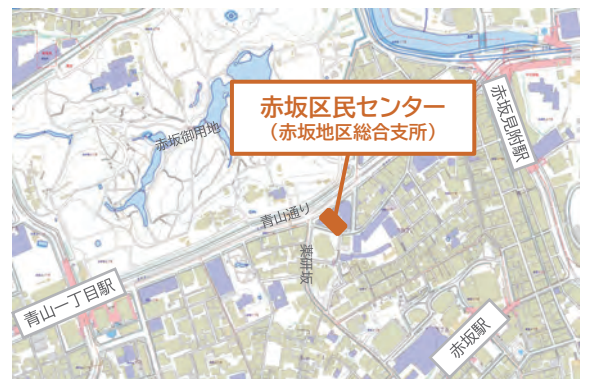 赤坂区民センター
（赤坂地区総合支所）
赤坂見附駅
赤坂御用地
青山通り
薬研坂
青山一丁目駅
赤坂駅